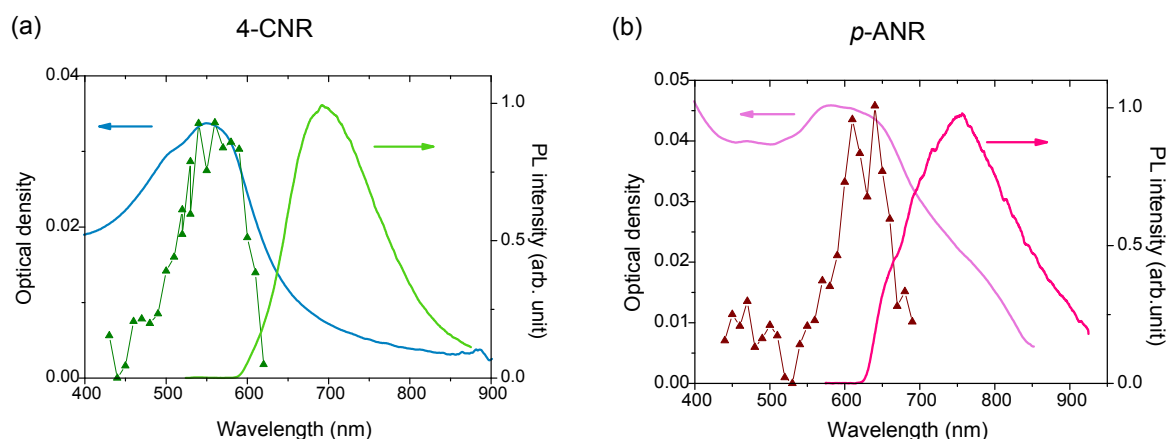 (a)
4-CNR
0.04
0.02
0.00
Optical density
400 500 600 700 800 900
Wavelength (nm)
1.0
0.5
0.0
PL intensity (arb. unit)
(b)
p-ANR
0.05
0.04
0.03
0.02
0.01
0.00
Optical density
400 500 600 700 800 900
Wavelength (nm)
1.0
0.5
0.0
PL intensity (arb.unit)